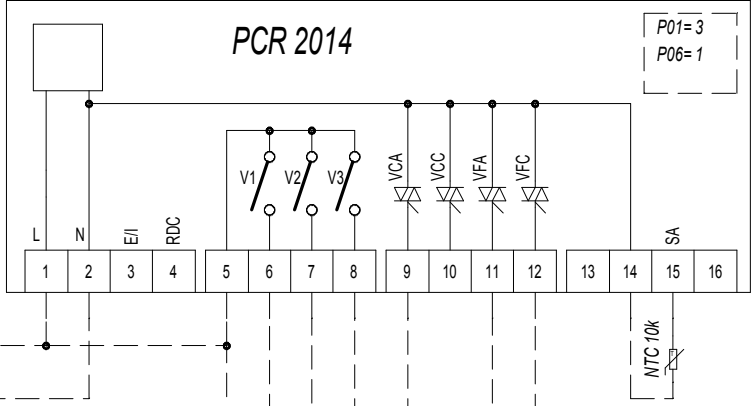 PCR 2014
P01= 3
P06= 1
V1 V2 V3
VCA VCC VFA VFC
L N E/I RDC SA
1 2 3 4 5 6 7 8 9 10 11 12 13 14 15 16
NTC 10k